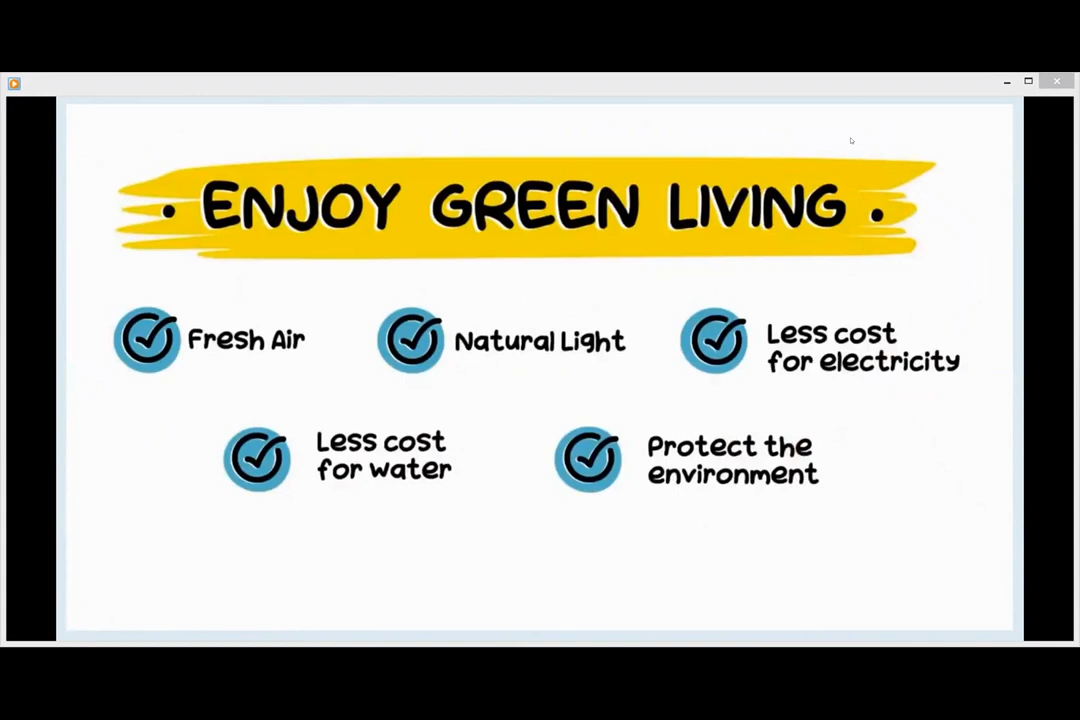 • ENJOY GREEN LIVING •
Fresh Air
Natural Light
Less cost
for electricity
Less cost
for water
Protect the
environment